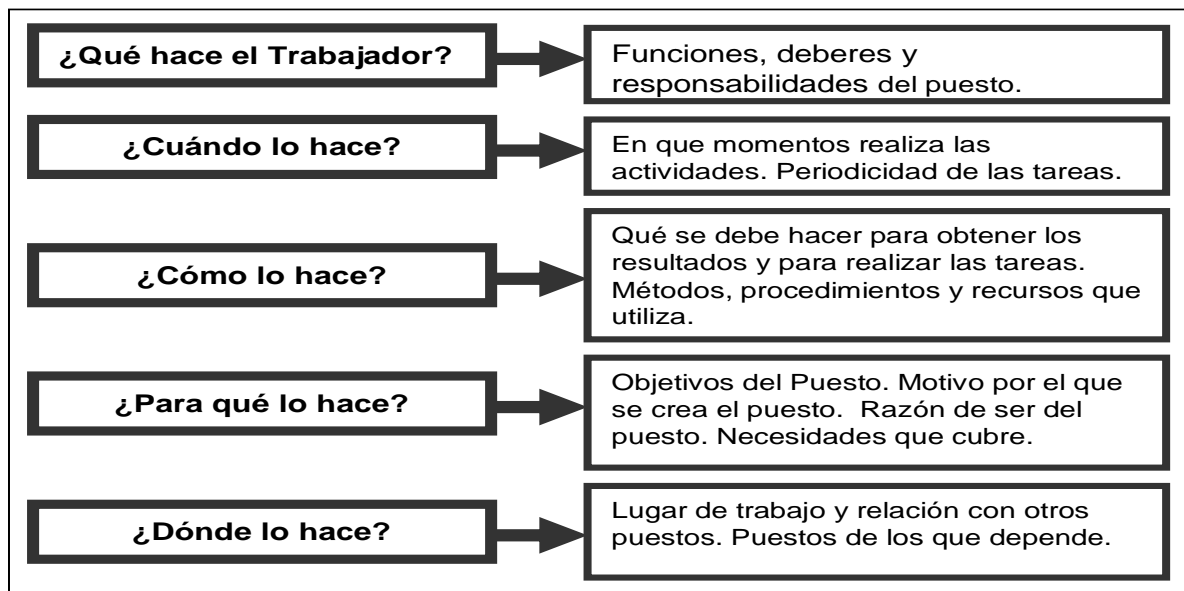 ¿Qué hace el Trabajador?
Funciones, deberes y
responsabilidades del puesto.
¿Cuándo lo hace?
En que momentos realiza las
actividades. Periodicidad de las tareas.
¿Cómo lo hace?
Qué se debe hacer para obtener los
resultados y para realizar las tareas.
Métodos, procedimientos y recursos que
utiliza.
¿Para qué lo hace?
Objetivos del Puesto. Motivo por el que
se crea el puesto.  Razón de ser del
puesto. Necesidades que cubre.
¿Dónde lo hace?
Lugar de trabajo y relación con otros
puestos. Puestos de los que depende.